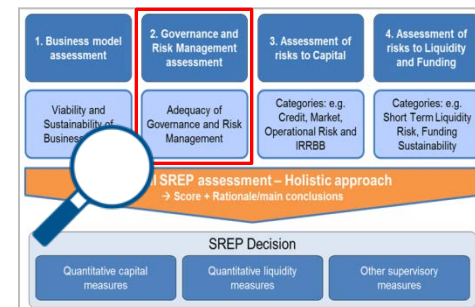 1. Business model
assessment
2. Governance and
Risk Management
assessment
3. Assessment of
risks to Capital
4. Assessment of
risks to Liquidity
and Funding
Viability and
Sustainability of
Business
Adequacy of
Governance and Risk
Management
Categories: e.g.
Credit, Market,
Operational Risk and
IRRBB
Categories: e.g.
Short Term Liquidity
Risk, Funding
Sustainability
SREP assessment – Holistic approach
→ Score + Rationale/main conclusions
SREP Decision
Quantitative capital
measures
Quantitative liquidity
measures
Other supervisory
measures